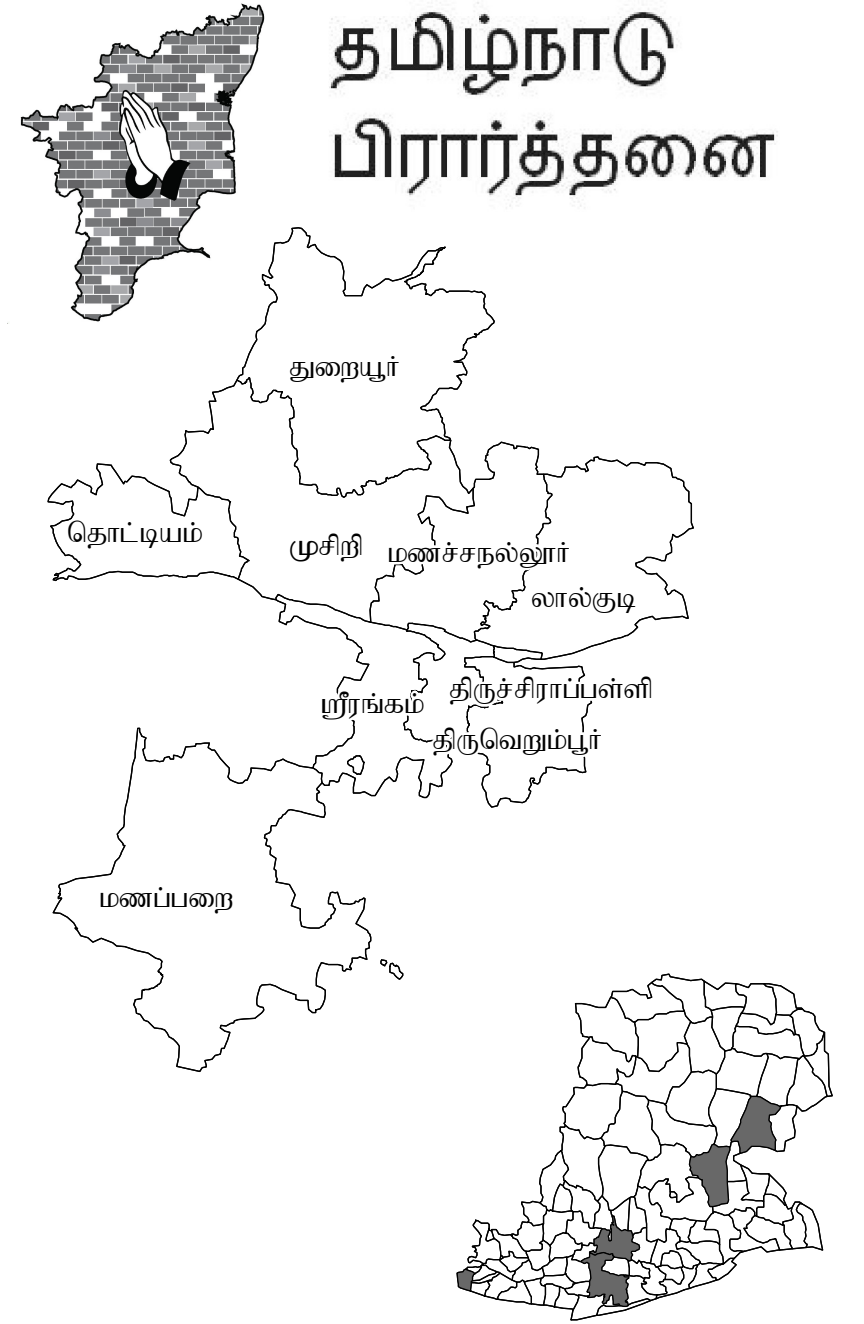 தமிழ்நாடு
பிரார்த்தனை
துறையூர்
தொட்டியம்
முசிறி
மணச்சநல்லூர்
லால்குடி
திருச்சிராப்பள்ளி
ஸ்ரீரங்கம்
திருவெறும்பூர்
மணப்பறை